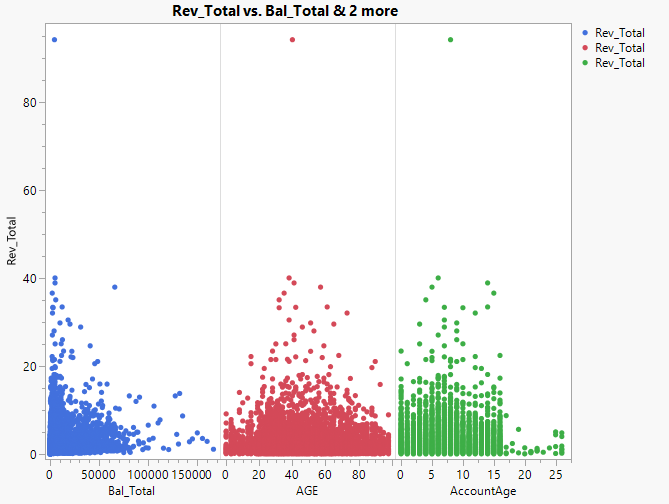 Rev_Total vs. Bal_Total & 2 more
Rev_Total
Rev_Total
Rev_Total
80
60
40
20
0
Rev_Total
0 50000 100000 150000 0 20 40 60 80 0 5 10 15 20 25
Bal_Total AGE AccountAge